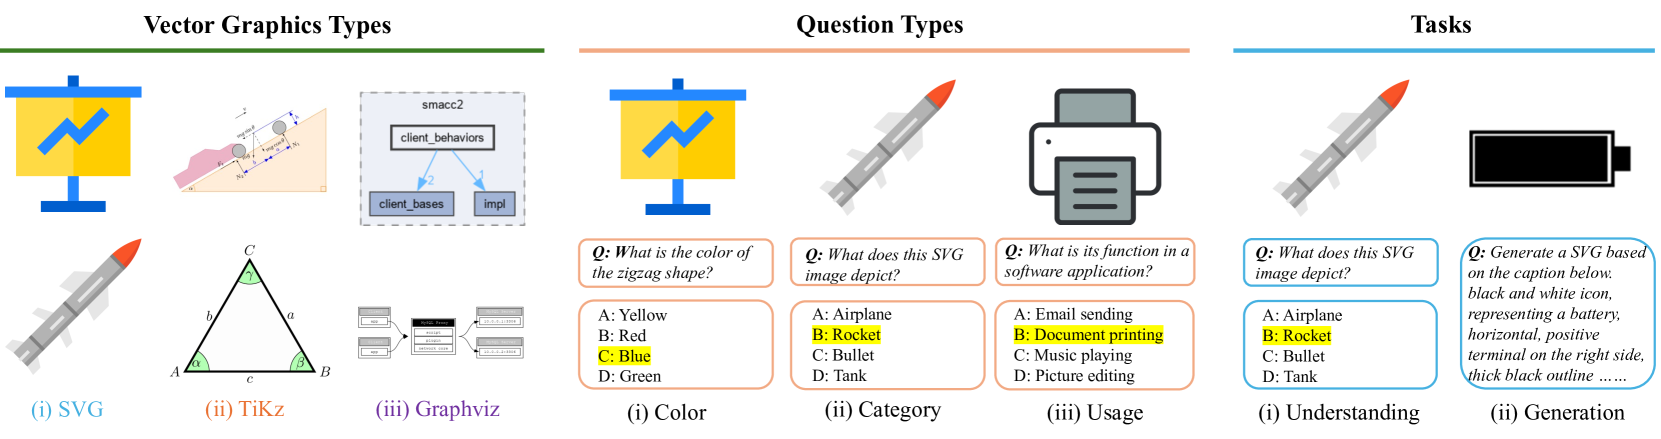 Vector Graphics Types
smacc2
client_behaviors
2
1
client_bases
impl
C
γ
b
a
α
β
A
c
B
(i) SVG
(ii) TiKz
(iii) Graphviz
Question Types
Q: What is the color of
the zigzag shape?
A: Yellow
B: Red
C: Blue
D: Green
(i) Color
Q: What does this SVG
image depict?
A: Airplane
B: Rocket
C: Bullet
D: Tank
(ii) Category
Q: What is its function in a
software application?
A: Email sending
B: Document printing
C: Music playing
D: Picture editing
(iii) Usage
Tasks
Q: What does this SVG
image depict?
A: Airplane
B: Rocket
C: Bullet
D: Tank
(i) Understanding
Q: Generate a SVG based
on the caption below.
black and white icon,
representing a battery,
horizontal, positive
terminal on the right side,
thick black outline ……
(ii) Generation